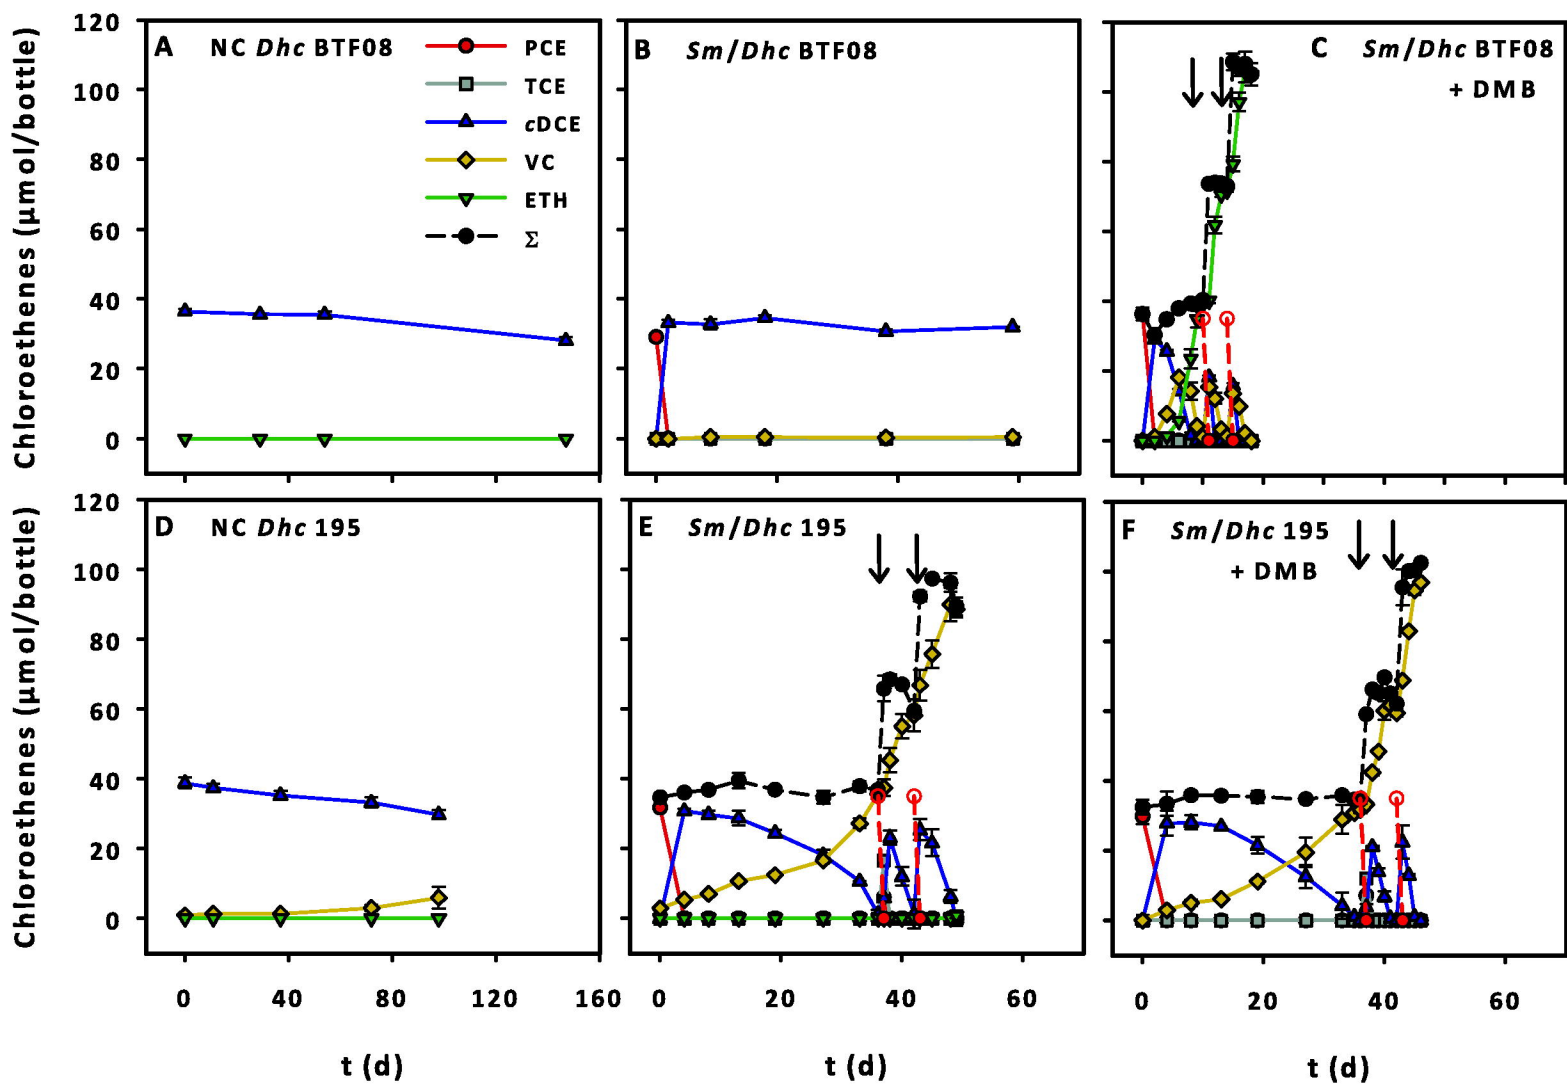 Chloroethenes (µmol/bottle)
120
100
80
60
40
20
0
A NC Dhc BTF08
PCE
TCE
cDCE
VC
ETH
Σ
B Sm/Dhc BTF08
C Sm/Dhc BTF08
+ DMB
Chloroethenes (µmol/bottle)
120
100
80
60
40
20
0
D NC Dhc 195
E Sm/Dhc 195
F Sm/Dhc 195
+ DMB
0 40 80 120 160
0 20 40 60
0 20 40 60
t (d)
t (d)
t (d)